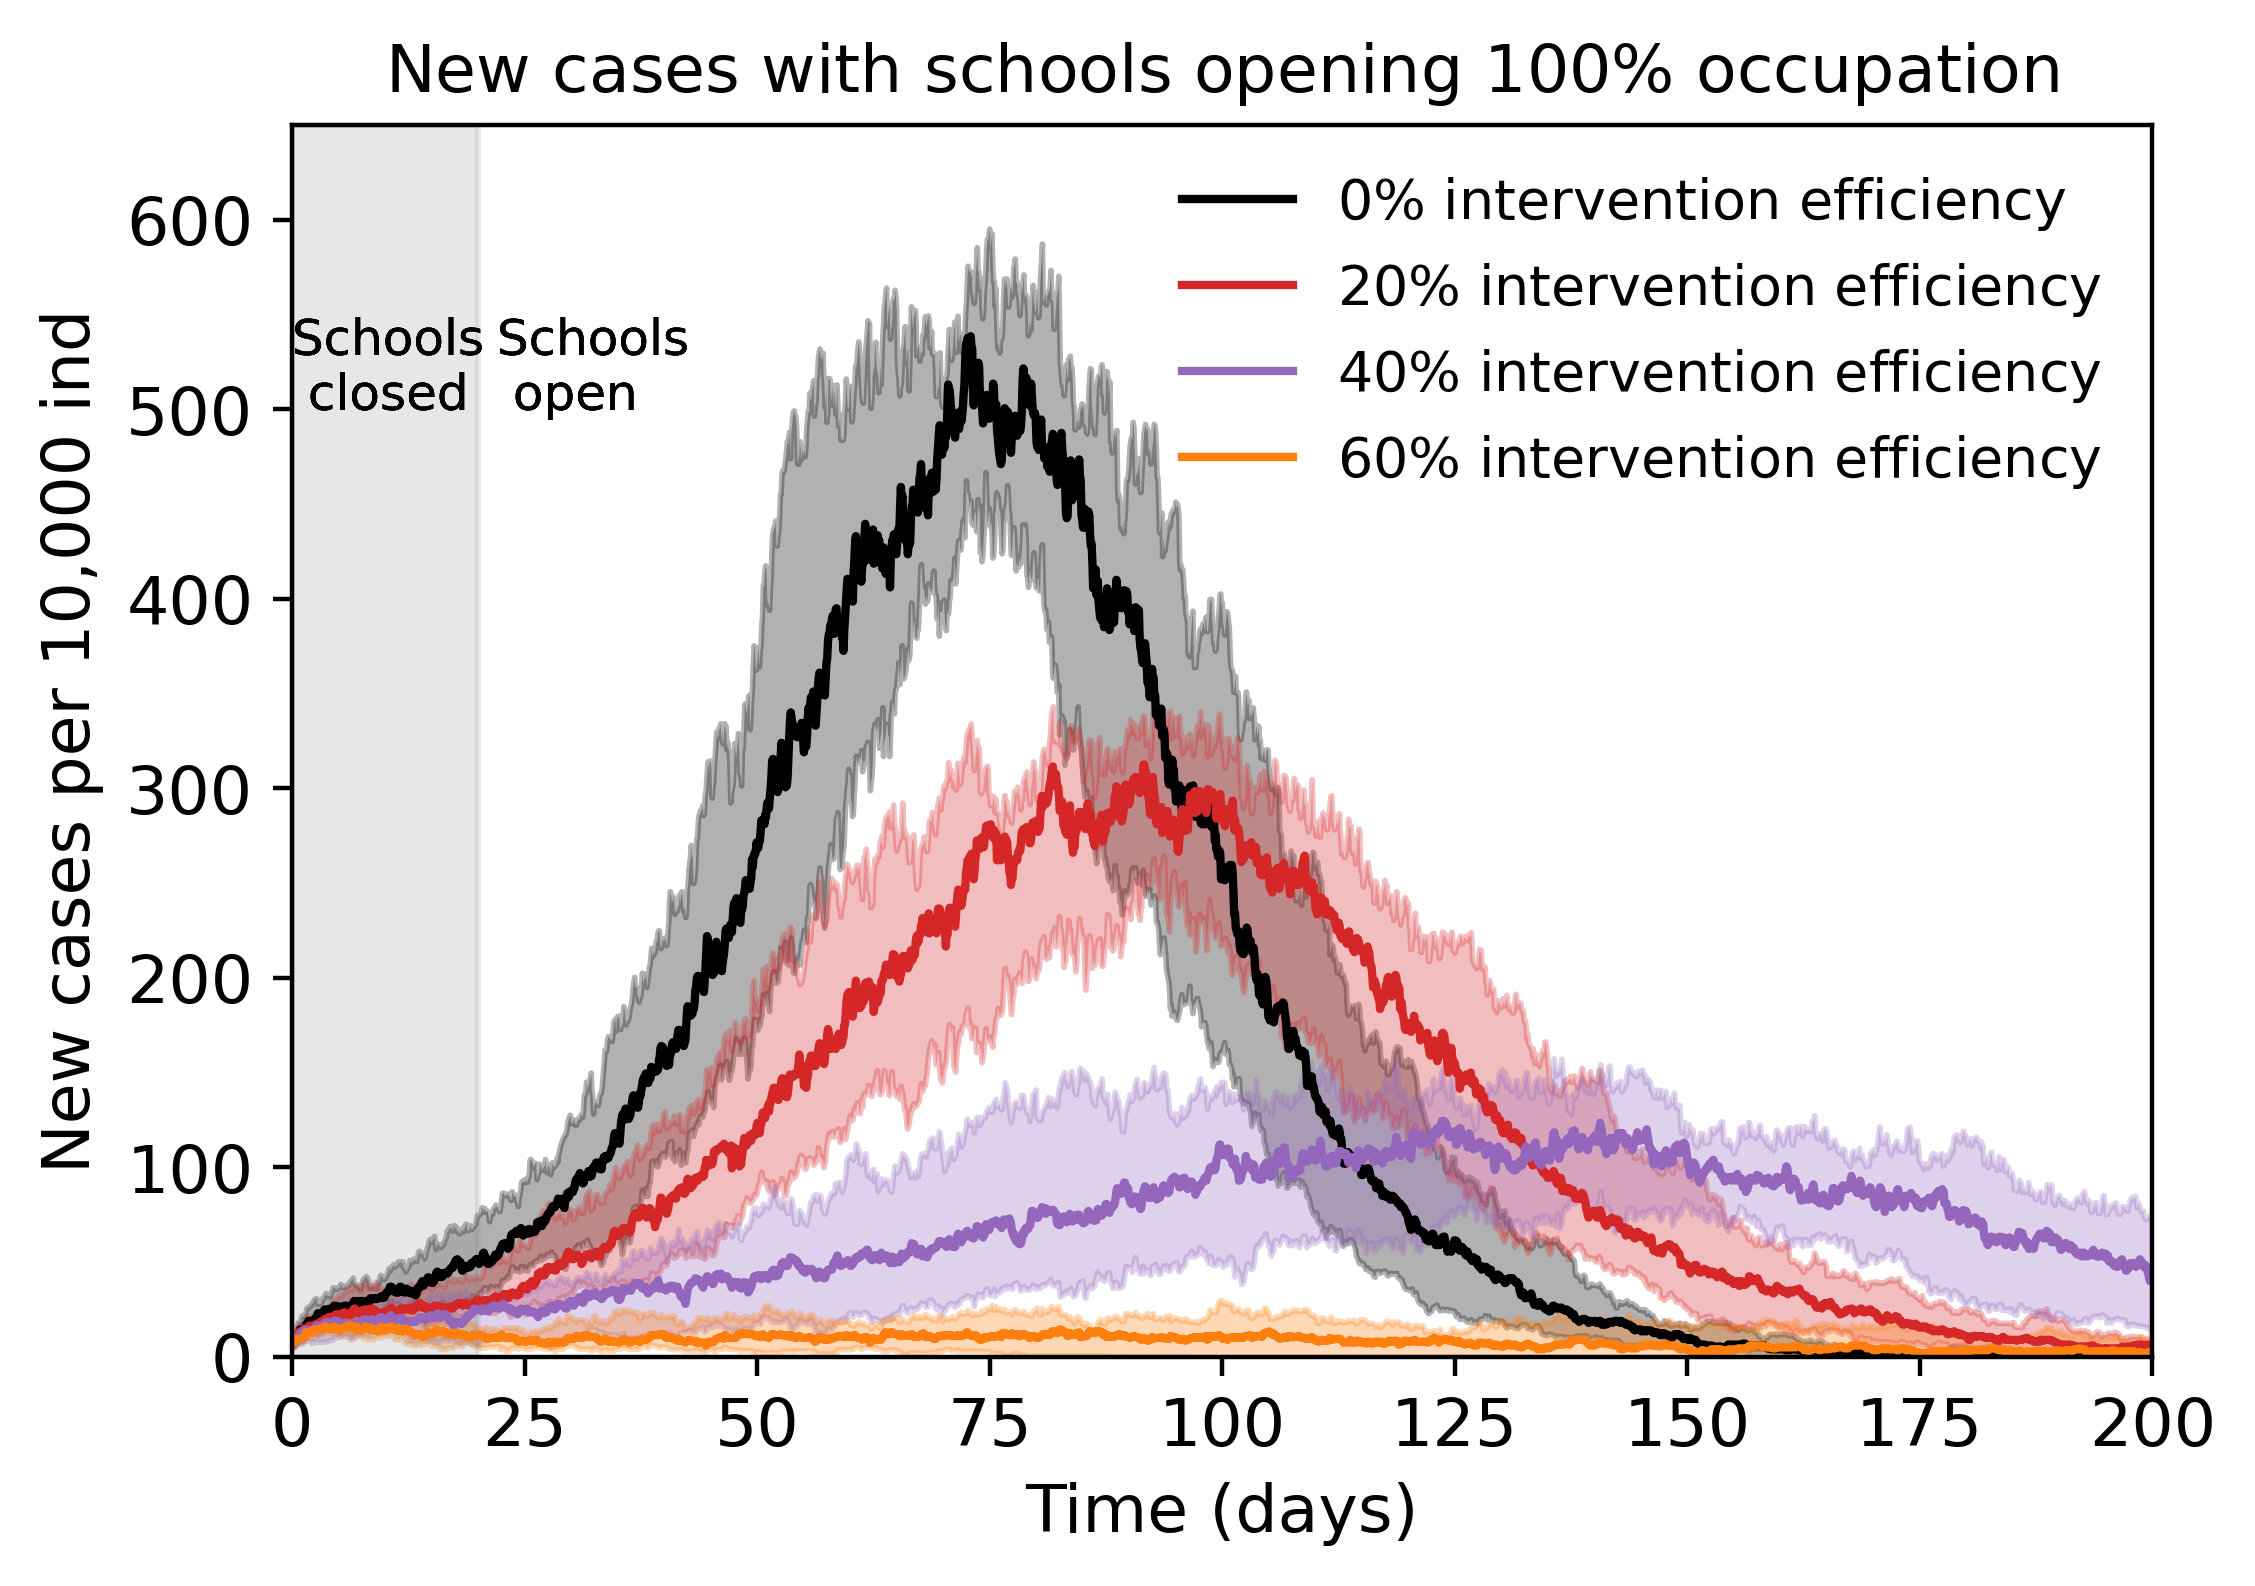 New cases with schools opening 100% occupation
New cases per 10,000 ind
600
500
400
300
200
100
0
Schools
closed
Schools
open
0% intervention efficiency
20% intervention efficiency
40% intervention efficiency
60% intervention efficiency
0 25 50 75 100 125 150 175 200
Time (days)